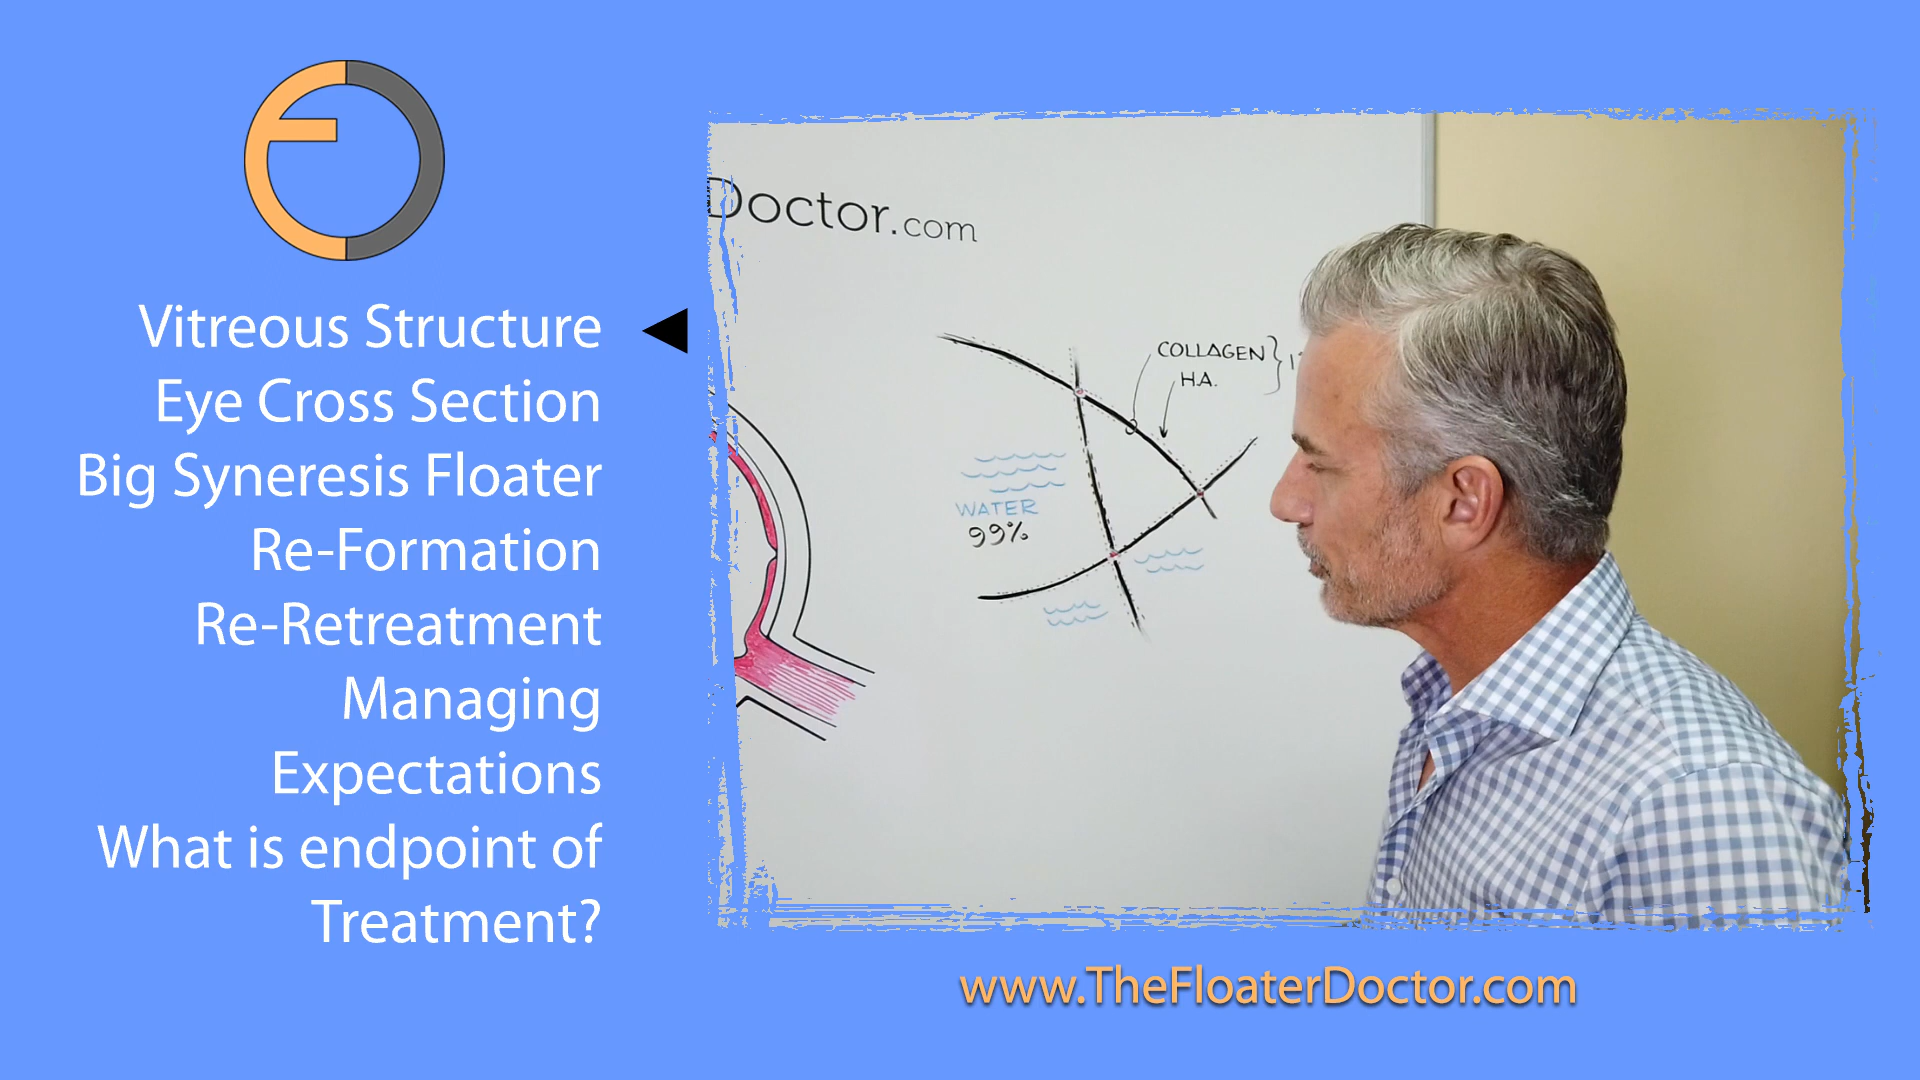 Vitreous Structure
Eye Cross Section
Big Syneresis Floater
Re-Formation
Re-Retreatment
Managing
Expectations
What is endpoint of
Treatment?
Doctor.com
COLLAGEN
H.A.
WATER
99%
www.TheFloaterDoctor.com